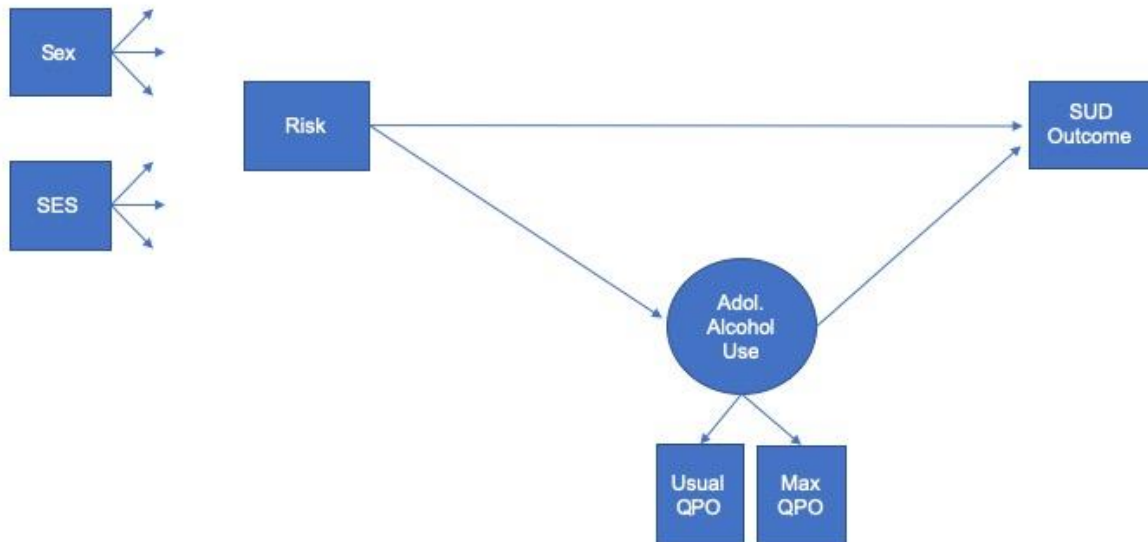 Sex
Risk
SUD
Outcome
SES
Adol.
Alcohol
Use
Usual
QPO
Max
QPO